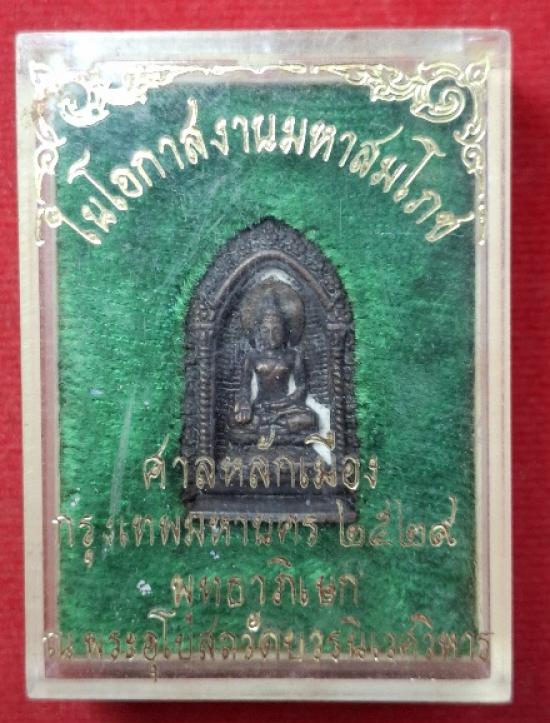 ในโอกาสงานมหาสมโภช
ศาลหลักเมือง
กรุงเทพมหานคร ๒๕๒๙
พุทธาภิเษก
ณ พระอุโบสถวัดบวรนิเวศวิหาร